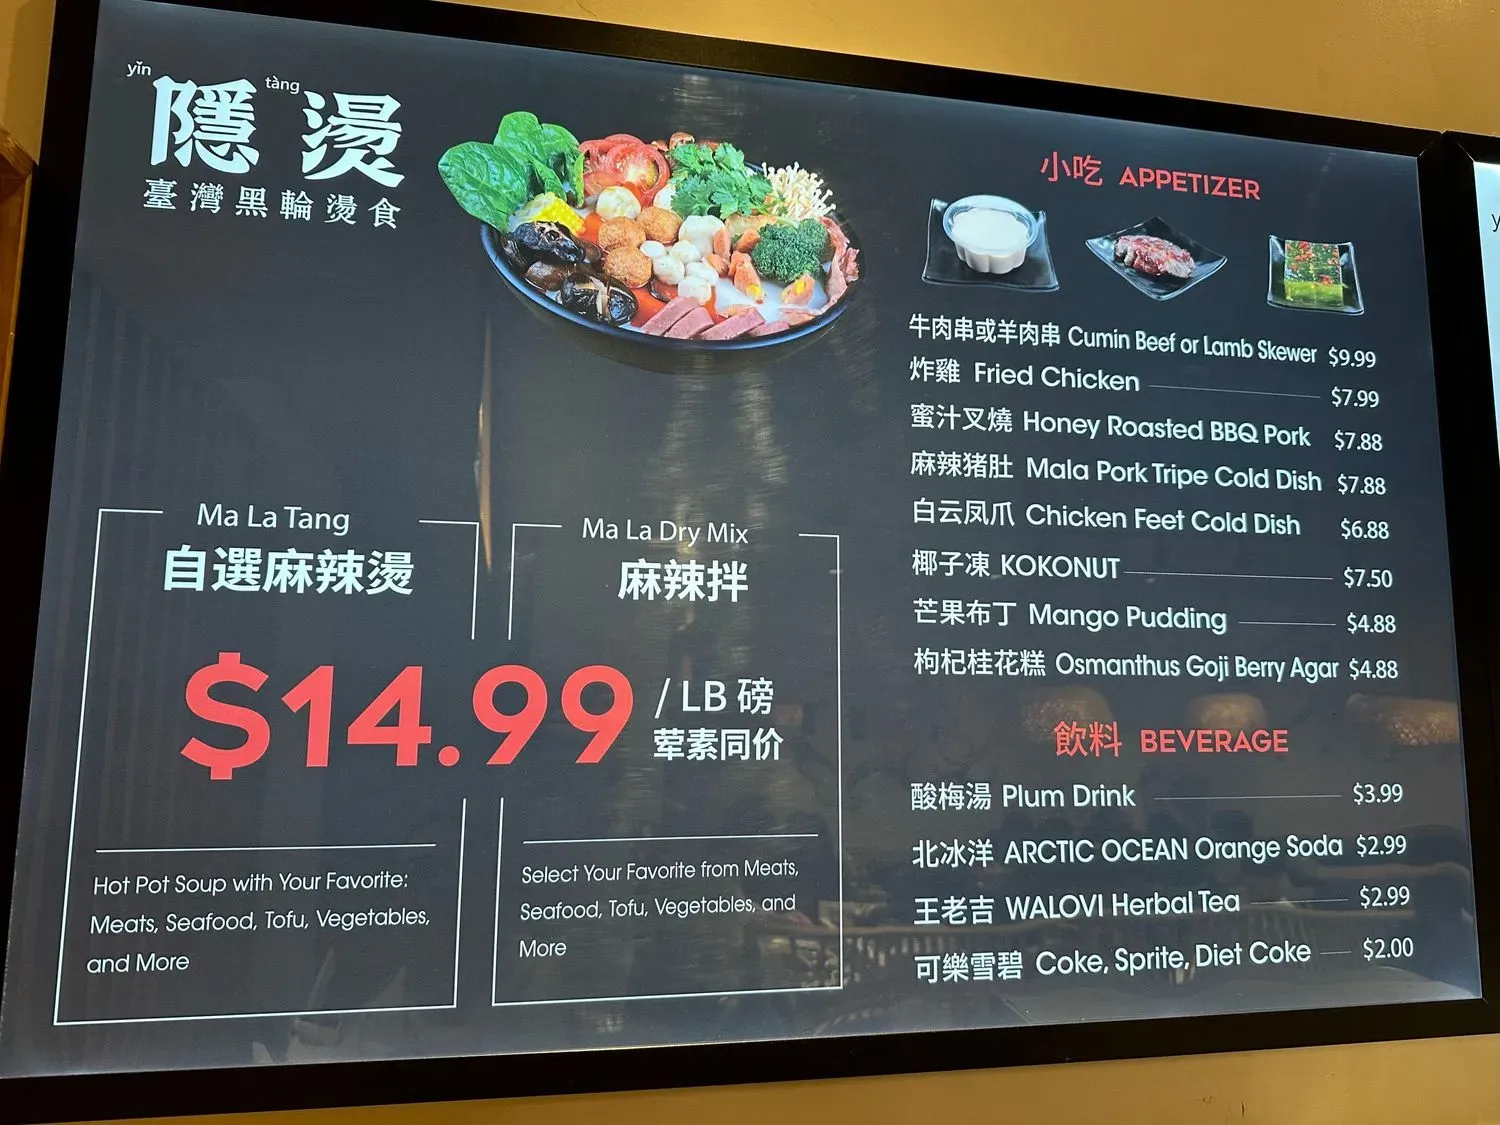 yǐn tàng
隱燙
臺灣黑輪燙食
Ma La Tang
自選麻辣燙
Ma La Dry Mix
麻辣拌
$14.99 / LB 磅
荤素同价
Hot Pot Soup with Your Favorite:
Meats, Seafood, Tofu, Vegetables,
and More
Select Your Favorite from Meats,
Seafood, Tofu, Vegetables, and
More
小吃 APPETIZER
牛肉串或羊肉串 Cumin Beef or Lamb Skewer $9.99
炸雞 Fried Chicken $7.99
蜜汁叉燒 Honey Roasted BBQ Pork $7.88
麻辣猪肚 Mala Pork Tripe Cold Dish $7.88
白云凤爪 Chicken Feet Cold Dish $6.88
椰子凍 KOKONUT $7.50
芒果布丁 Mango Pudding $4.88
枸杞桂花糕 Osmanthus Goji Berry Agar $4.88
飲料 BEVERAGE
酸梅湯 Plum Drink $3.99
北冰洋 ARCTIC OCEAN Orange Soda $2.99
王老吉 WALOVI Herbal Tea $2.99
可樂雪碧 Coke, Sprite, Diet Coke $2.00